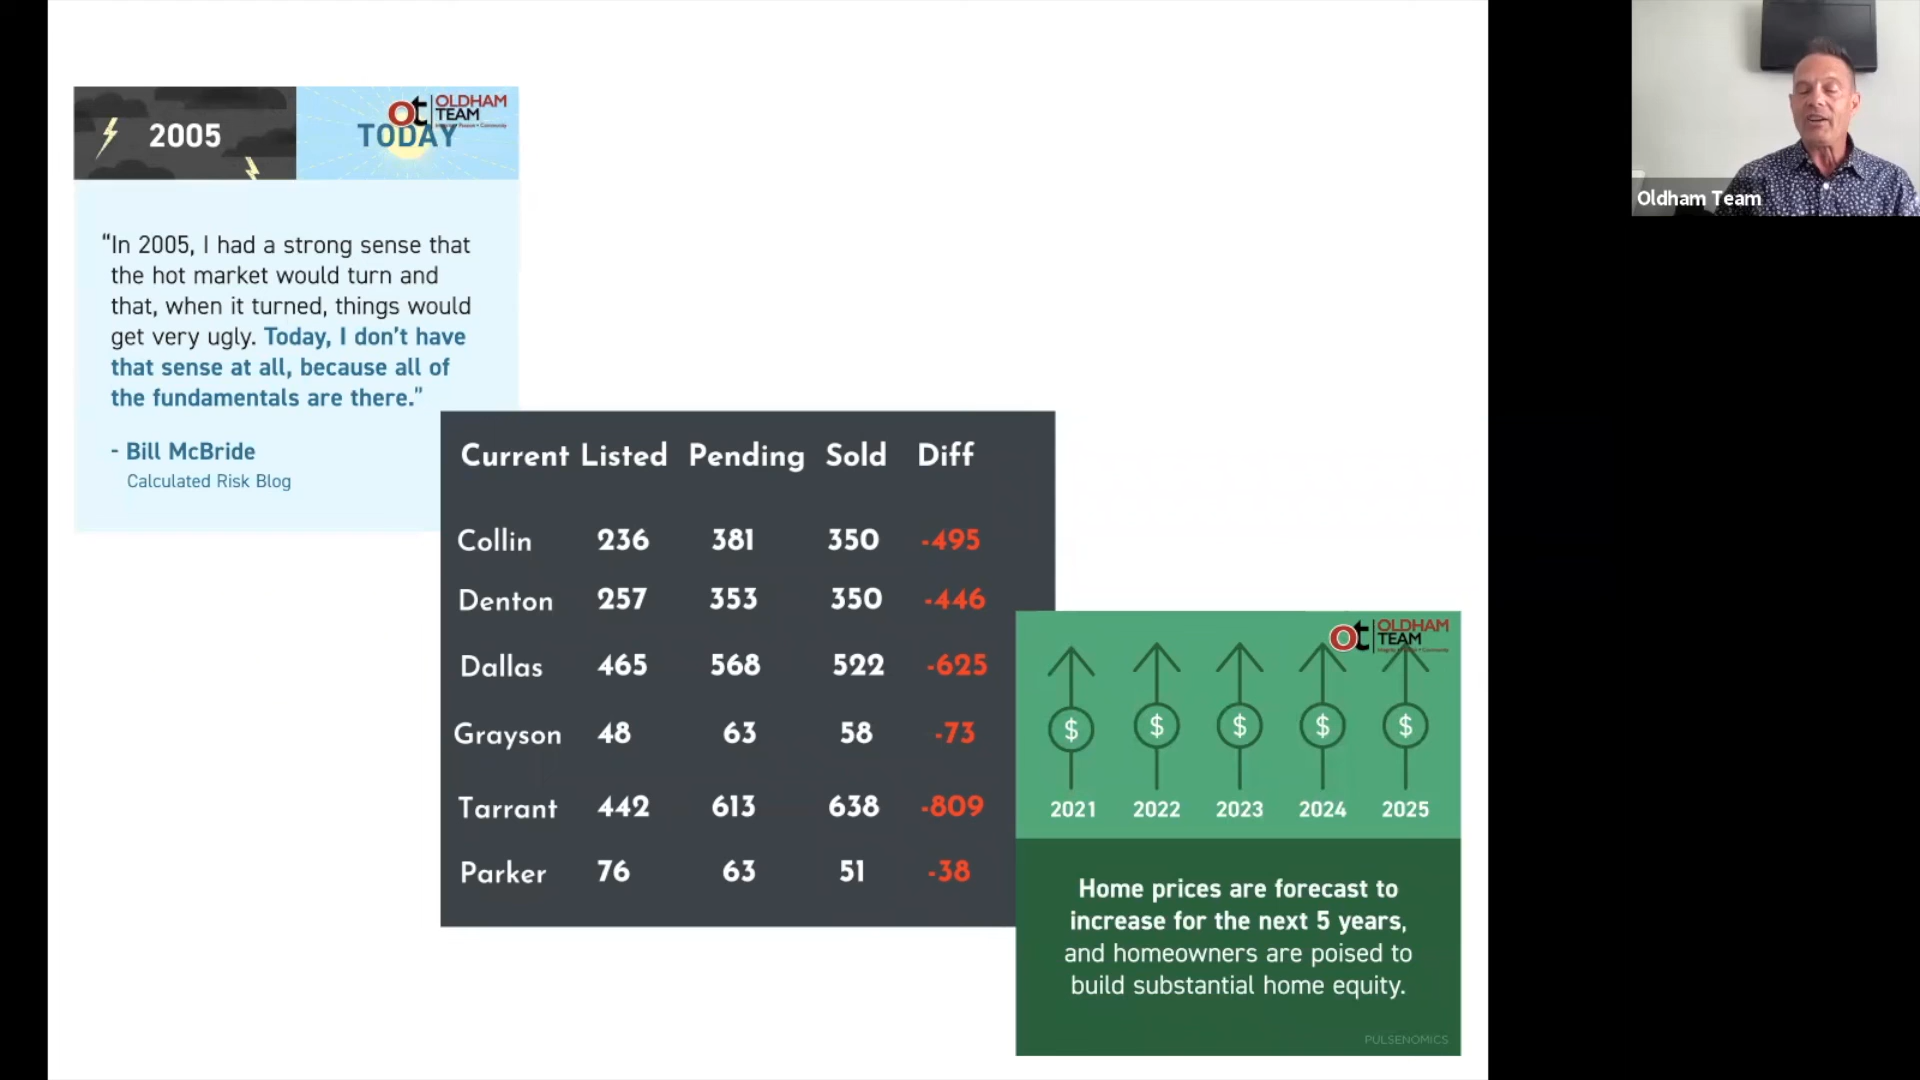 2005
TODAY
ot OLDHAM
TEAM
“In 2005, I had a strong sense that
the hot market would turn and
that, when it turned, things would
get very ugly. Today, I don’t have
that sense at all, because all of
the fundamentals are there.”
- Bill McBride
Calculated Risk Blog
Current Listed Pending Sold Diff
Collin 236 381 350 -495
Denton 257 353 350 -446
Dallas 465 568 522 -625
Grayson 48 63 58 -73
Tarrant 442 613 638 -809
Parker 76 63 51 -38
ot OLDHAM
TEAM
$ $ $ $ $
2021 2022 2023 2024 2025
Home prices are forecast to
increase for the next 5 years,
and homeowners are poised to
build substantial home equity.
PULSENOMICS
Oldham Team